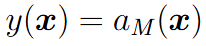 y(𝒙) = a_M(𝒙)